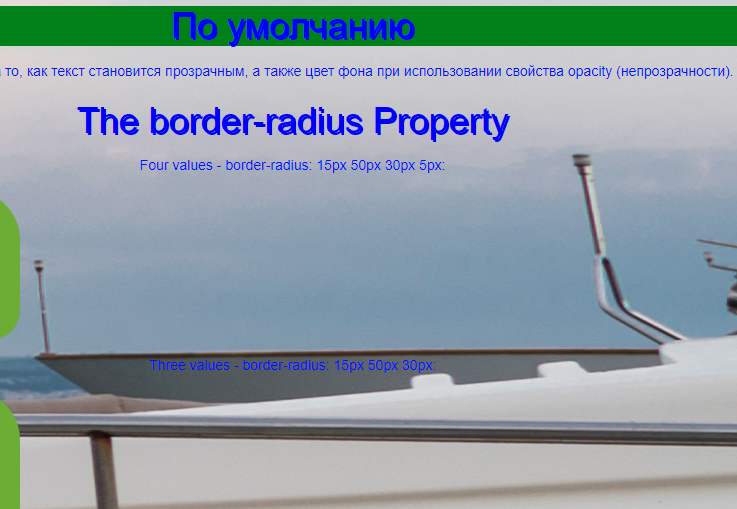 По умолчанию
то, как текст становится прозрачным, а также цвет фона при использовании свойства opacity (непрозрачности).
The border-radius Property
Four values - border-radius: 15px 50px 30px 5px:
Three values - border-radius: 15px 50px 30px: